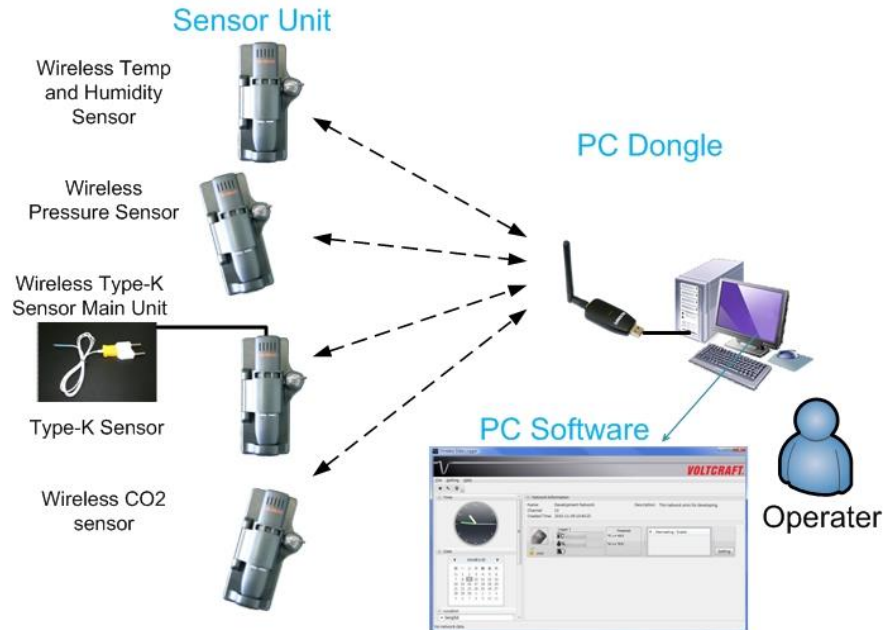 Sensor Unit
Wireless Temp
and Humidity
Sensor
Wireless
Pressure Sensor
Wireless Type-K
Sensor Main Unit
Type-K Sensor
Wireless CO2
sensor
PC Dongle
PC Software
VOLTCRAFT.
Operater